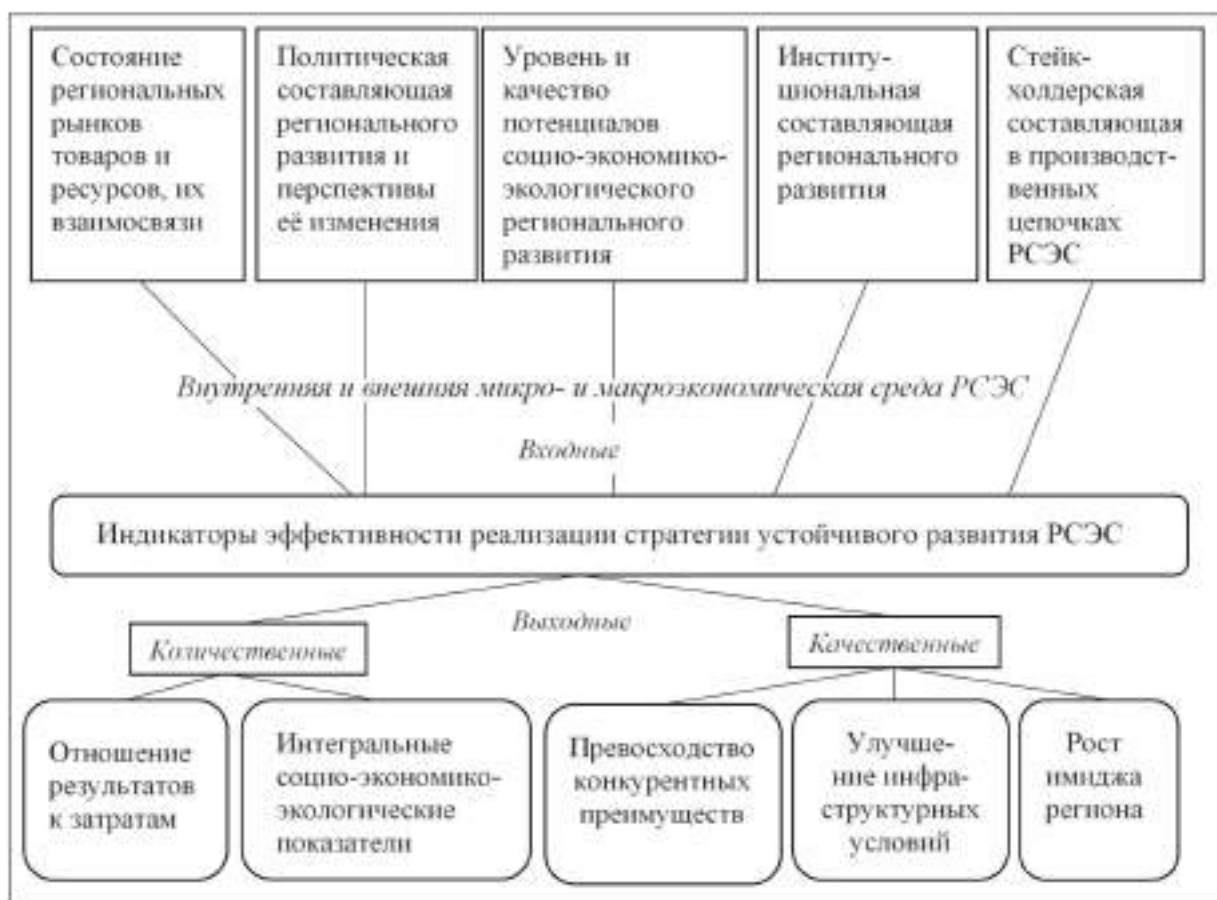 Состояние
региональных
рынков
товаров и
ресурсов, их
взаимосвязи
Политическая
составляющая
регионального
развития и
перспективы
её изменения
Уровень и
качество
потенциалов
социо-экономико-
экологического
регионального
развития
Институ-
циональная
составляющая
регионального
развития
Стейк-
холдерская
составляющая
в производст-
венных
цепочках
РСЭС
Внутренняя и внешняя микро- и макроэкономическая среда РСЭС
Входные
Индикаторы эффективности реализации стратегии устойчивого развития РСЭС
Выходные
Количественные
Качественные
Отношение
результатов
к затратам
Интегральные
социо-экономико-
экологические
показатели
Превосходство
конкурентных
преимуществ
Улучше-
ние инфра-
структурных
условий
Рост
имиджа
региона